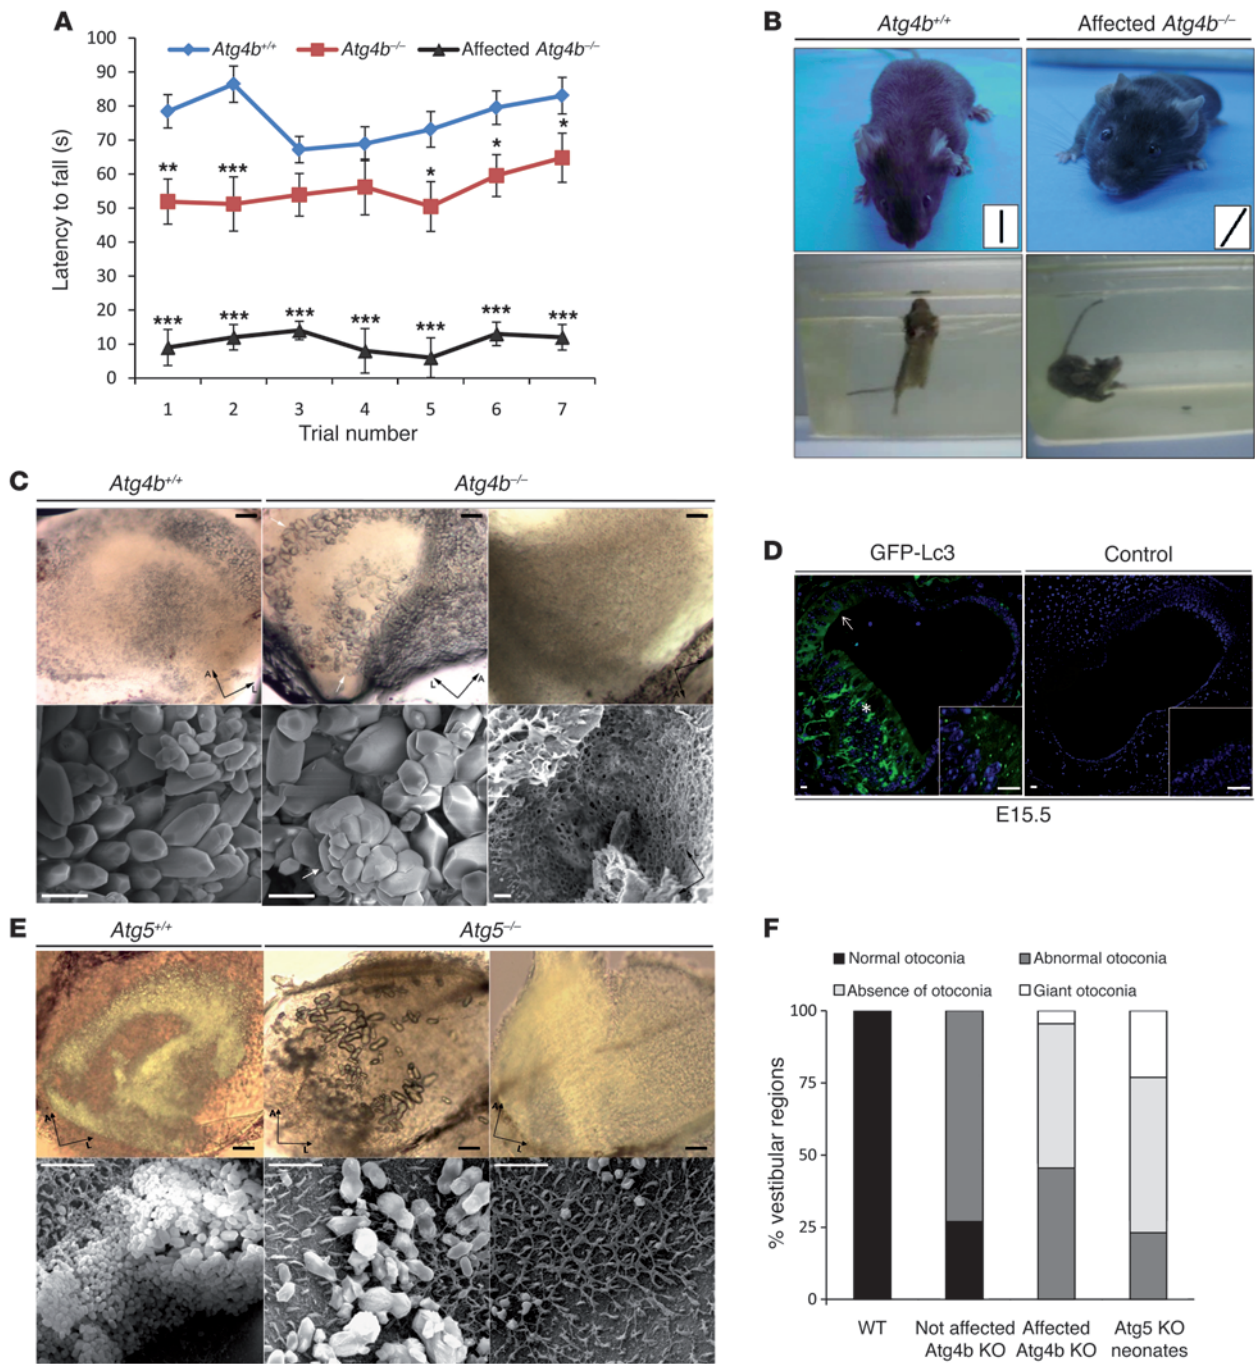 A
Atg4b+/+ Atg4b–/– Affected Atg4b–/–
Latency to fall (s)
100
90
80
70
60
50
40
30
20
10
0
** *** * * *
*** *** *** *** *** *** ***
1 2 3 4 5 6 7
Trial number
B
Atg4b+/+ Affected Atg4b–/–
C
Atg4b+/+ Atg4b–/–
A L
L A
D
GFP-Lc3 Control
*
E15.5
E
Atg5+/+ Atg5–/–
A L
A L
A L
F
Normal otoconia Abnormal otoconia
Absence of otoconia Giant otoconia
% vestibular regions
100
75
50
25
0
WT Not affected Affected Atg5 KO
Atg4b KO Atg4b KO neonates